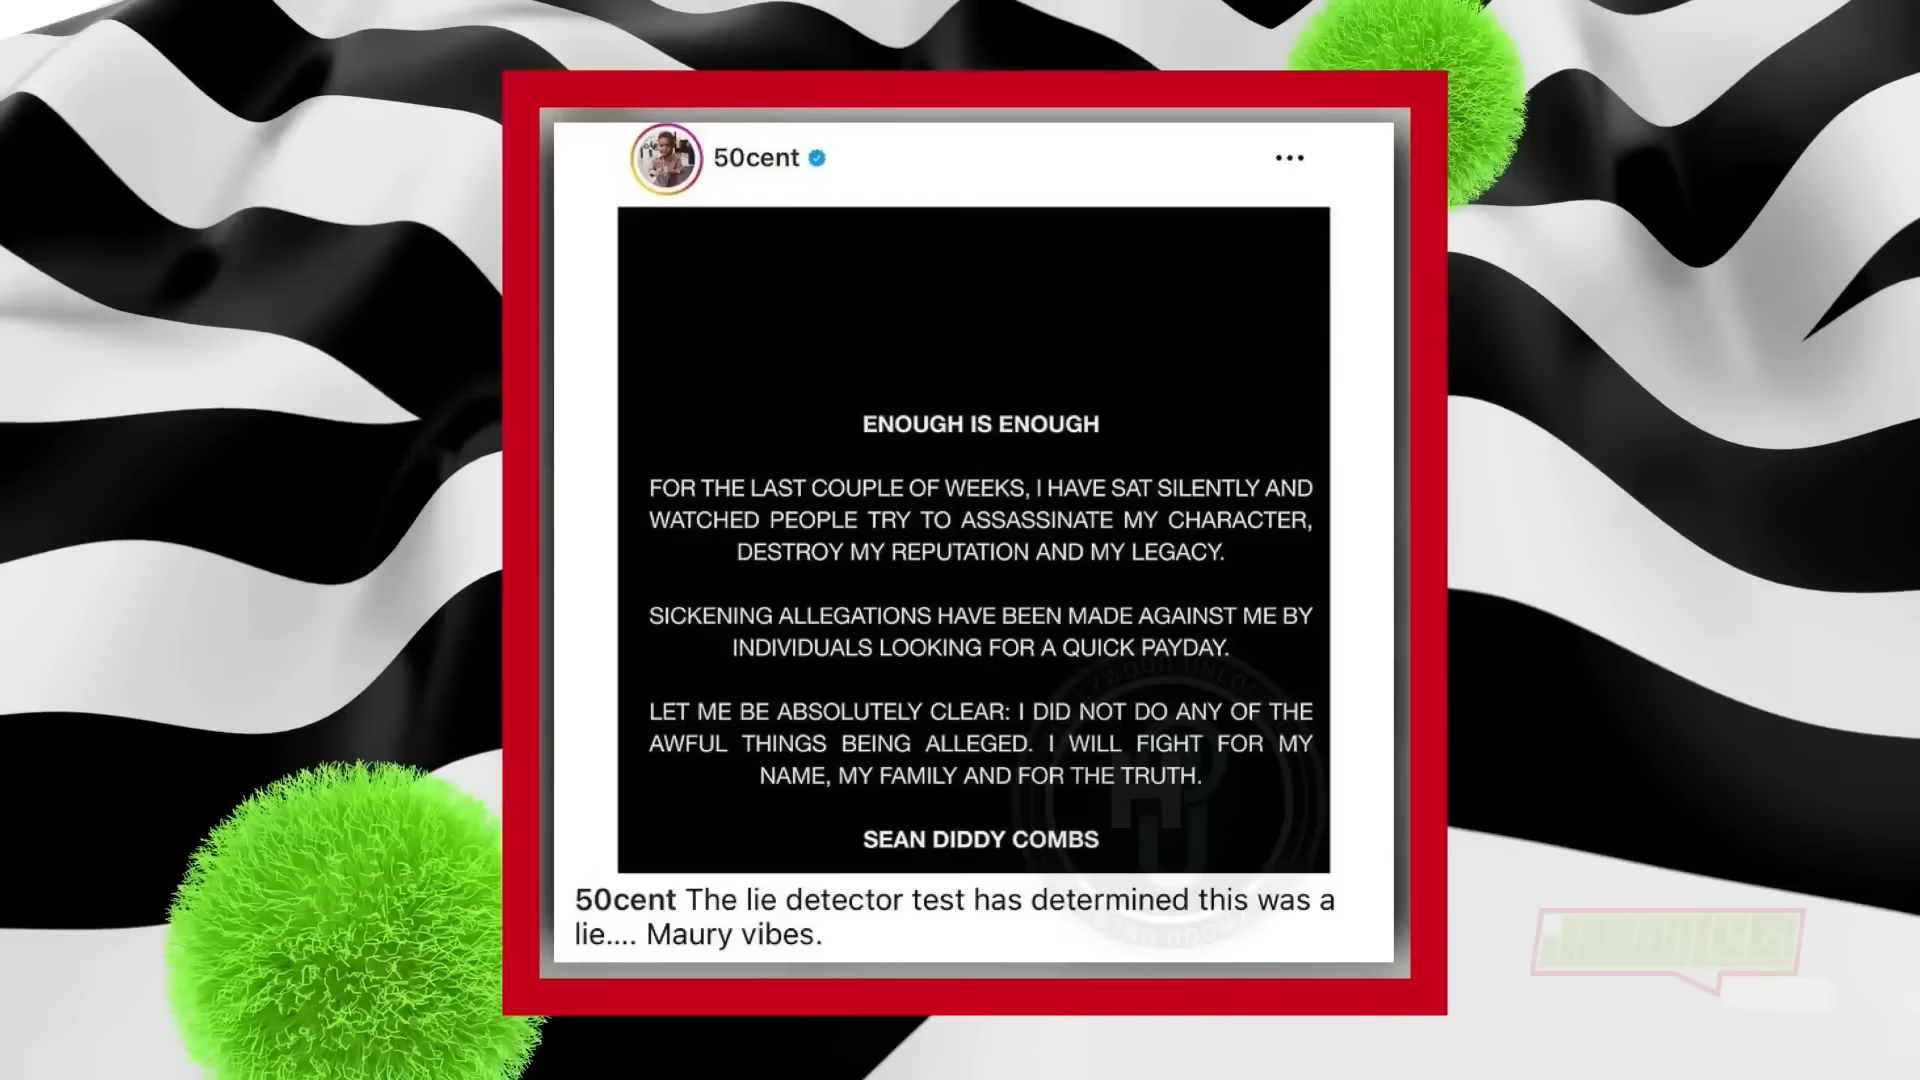 50cent
ENOUGH IS ENOUGH
FOR THE LAST COUPLE OF WEEKS, I HAVE SAT SILENTLY AND
WATCHED PEOPLE TRY TO ASSASSINATE MY CHARACTER,
DESTROY MY REPUTATION AND MY LEGACY.
SICKENING ALLEGATIONS HAVE BEEN MADE AGAINST ME BY
INDIVIDUALS LOOKING FOR A QUICK PAYDAY.
LET ME BE ABSOLUTELY CLEAR: I DID NOT DO ANY OF THE
AWFUL THINGS BEING ALLEGED. I WILL FIGHT FOR MY
NAME, MY FAMILY AND FOR THE TRUTH.
SEAN DIDDY COMBS
50cent The lie detector test has determined this was a
lie.... Maury vibes.